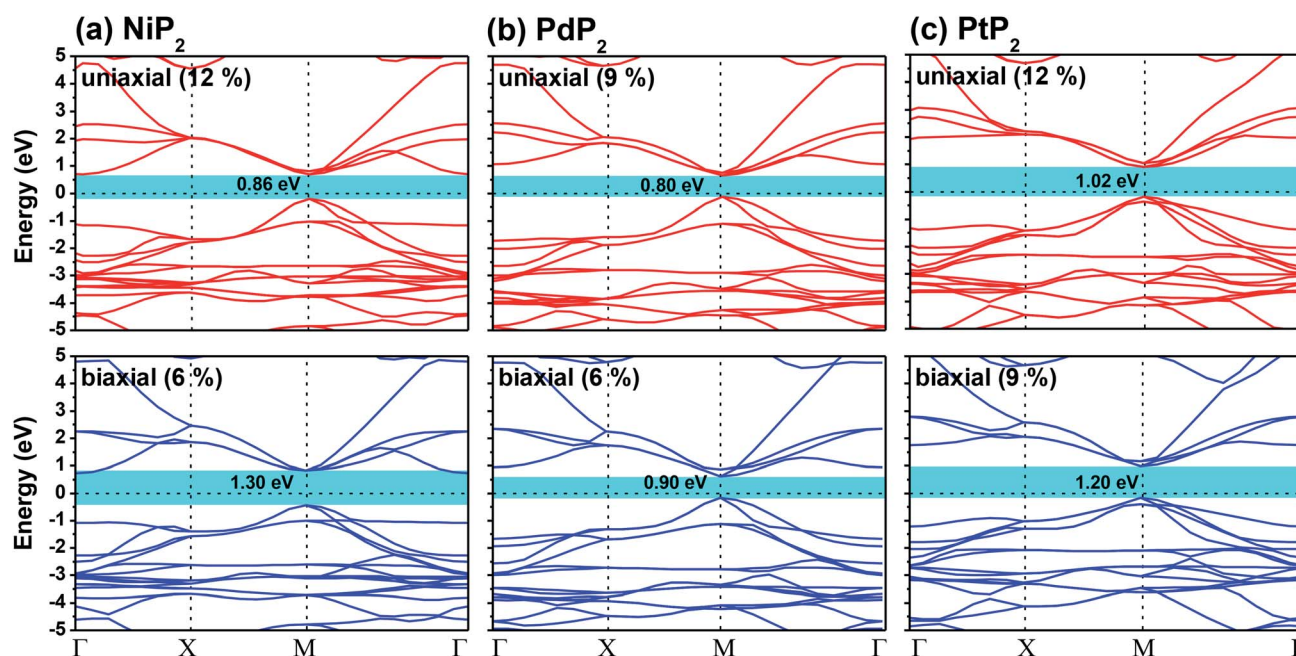 (a) NiP₂ (b) PdP₂ (c) PtP₂
5 uniaxial (12 %) uniaxial (9 %) uniaxial (12 %)
4
3
2
1
0.86 eV 0.80 eV 1.02 eV
0
-1
-2
-3
-4
-5
Energy (eV)
5 biaxial (6 %) biaxial (6 %) biaxial (9 %)
4
3
2
1
1.30 eV 0.90 eV 1.20 eV
0
-1
-2
-3
-4
-5
Energy (eV)
Γ X M Γ Γ X M Γ Γ X M